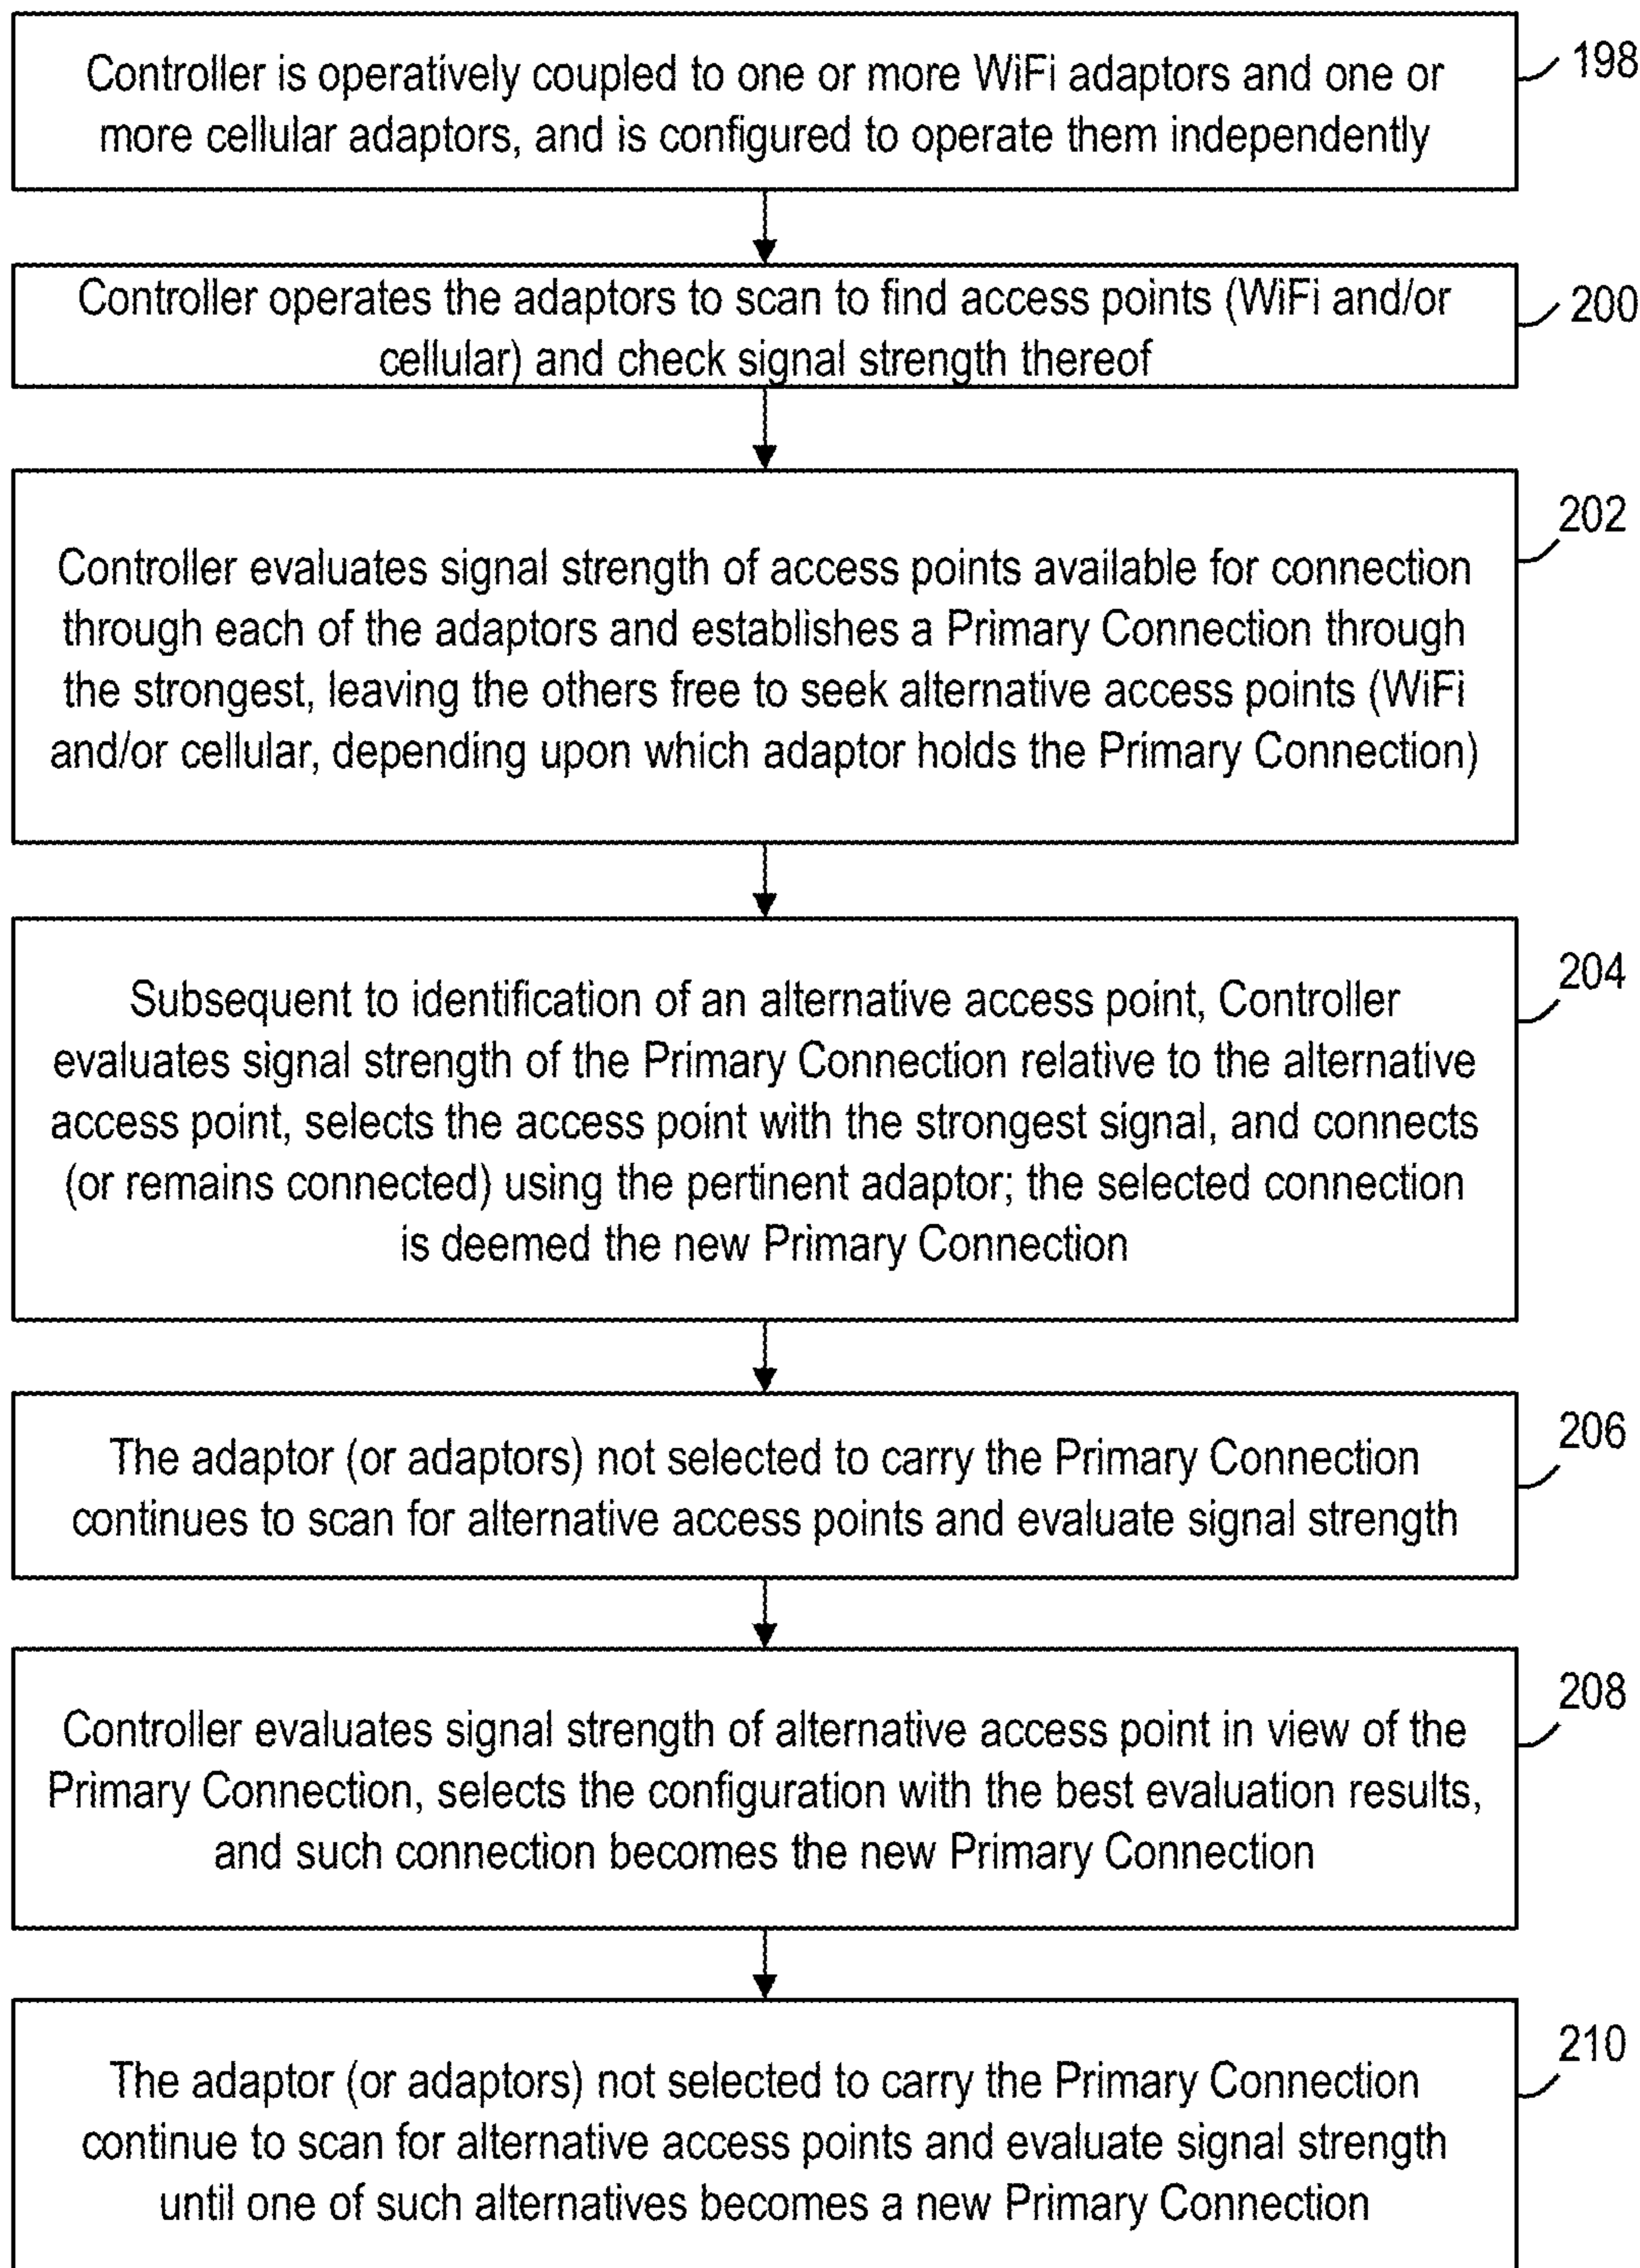 Controller is operatively coupled to one or more WiFi adaptors and one or
more cellular adaptors, and is configured to operate them independently
198
Controller operates the adaptors to scan to find access points (WiFi and/or
cellular) and check signal strength thereof
200
Controller evaluates signal strength of access points available for connection
through each of the adaptors and establishes a Primary Connection through
the strongest, leaving the others free to seek alternative access points (WiFi
and/or cellular, depending upon which adaptor holds the Primary Connection)
202
Subsequent to identification of an alternative access point, Controller
evaluates signal strength of the Primary Connection relative to the alternative
access point, selects the access point with the strongest signal, and connects
(or remains connected) using the pertinent adaptor; the selected connection
is deemed the new Primary Connection
204
The adaptor (or adaptors) not selected to carry the Primary Connection
continues to scan for alternative access points and evaluate signal strength
206
Controller evaluates signal strength of alternative access point in view of the
Primary Connection, selects the configuration with the best evaluation results,
and such connection becomes the new Primary Connection
208
The adaptor (or adaptors) not selected to carry the Primary Connection
continue to scan for alternative access points and evaluate signal strength
until one of such alternatives becomes a new Primary Connection
210